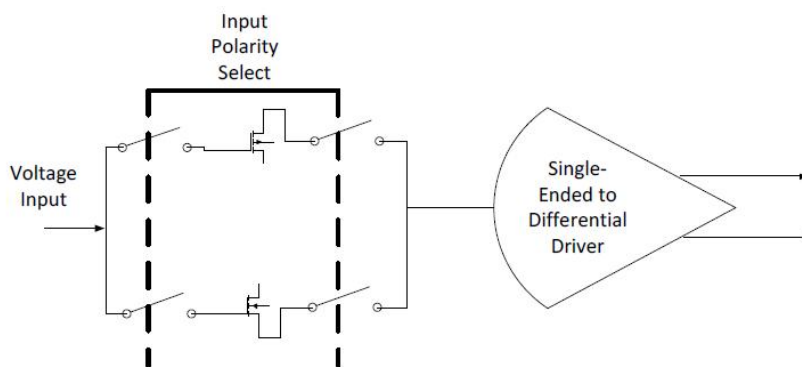 Input
Polarity
Select
Voltage
Input
Single-
Ended to
Differential
Driver